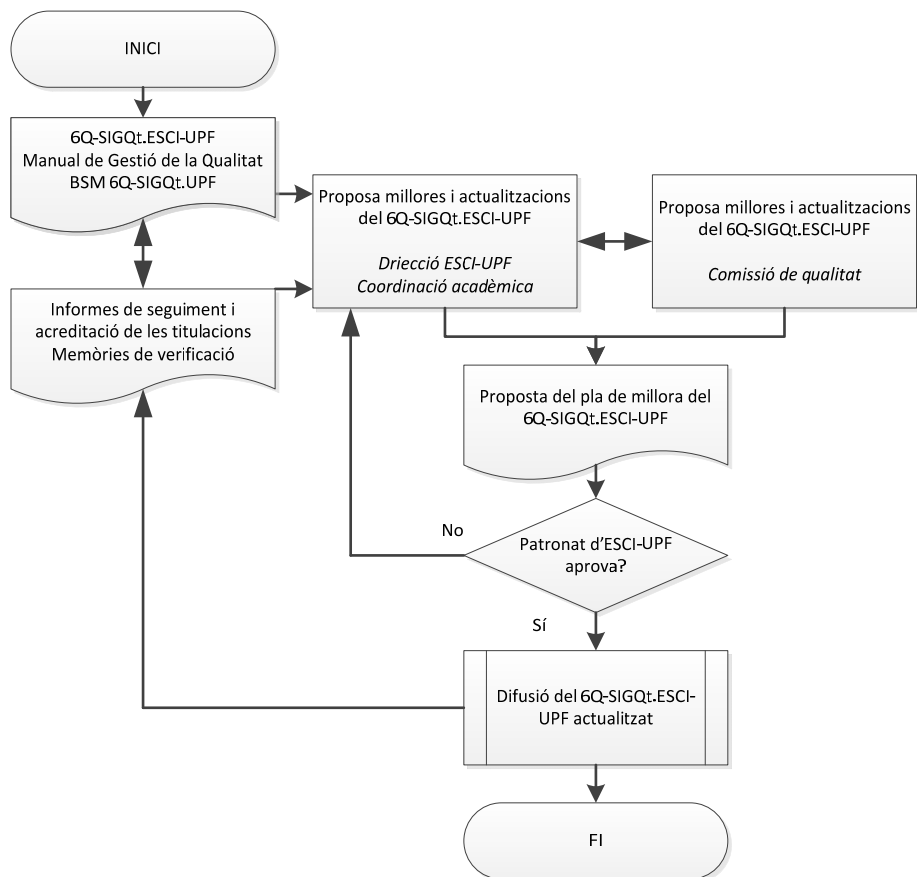 INICI
6Q-SIGQt.ESCI-UPF
Manual de Gestió de la Qualitat
BSM 6Q-SIGQt.UPF
Proposa millores i actualitzacions
del 6Q-SIGQt.ESCI-UPF
Driecció ESCI-UPF
Coordinació acadèmica
Proposa millores i actualitzacions
del 6Q-SIGQt.ESCI-UPF
Comissió de qualitat
Informes de seguiment i
acreditació de les titulacions
Memòries de verificació
Proposta del pla de millora del
6Q-SIGQt.ESCI-UPF
No
Patronat d'ESCI-UPF
aprova?
Sí
Difusió del 6Q-SIGQt.ESCI-
UPF actualitzat
FI